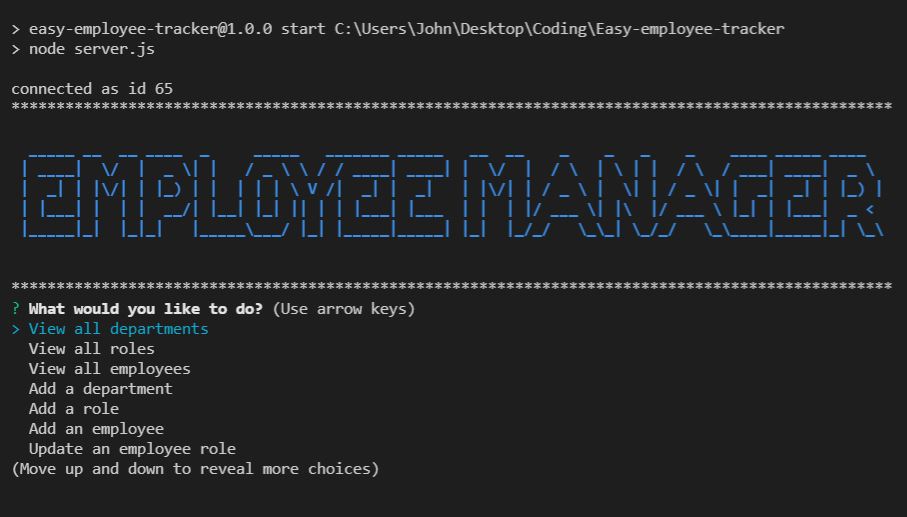 > easy-employee-tracker@1.0.0 start C:\Users\John\Desktop\Coding\Easy-employee-tracker
> node server.js
connected as id 65
**************************************************************************************************
EMPLOYEE MANAGER
**************************************************************************************************
? What would you like to do? (Use arrow keys)
> View all departments
View all roles
View all employees
Add a department
Add a role
Add an employee
Update an employee role
(Move up and down to reveal more choices)